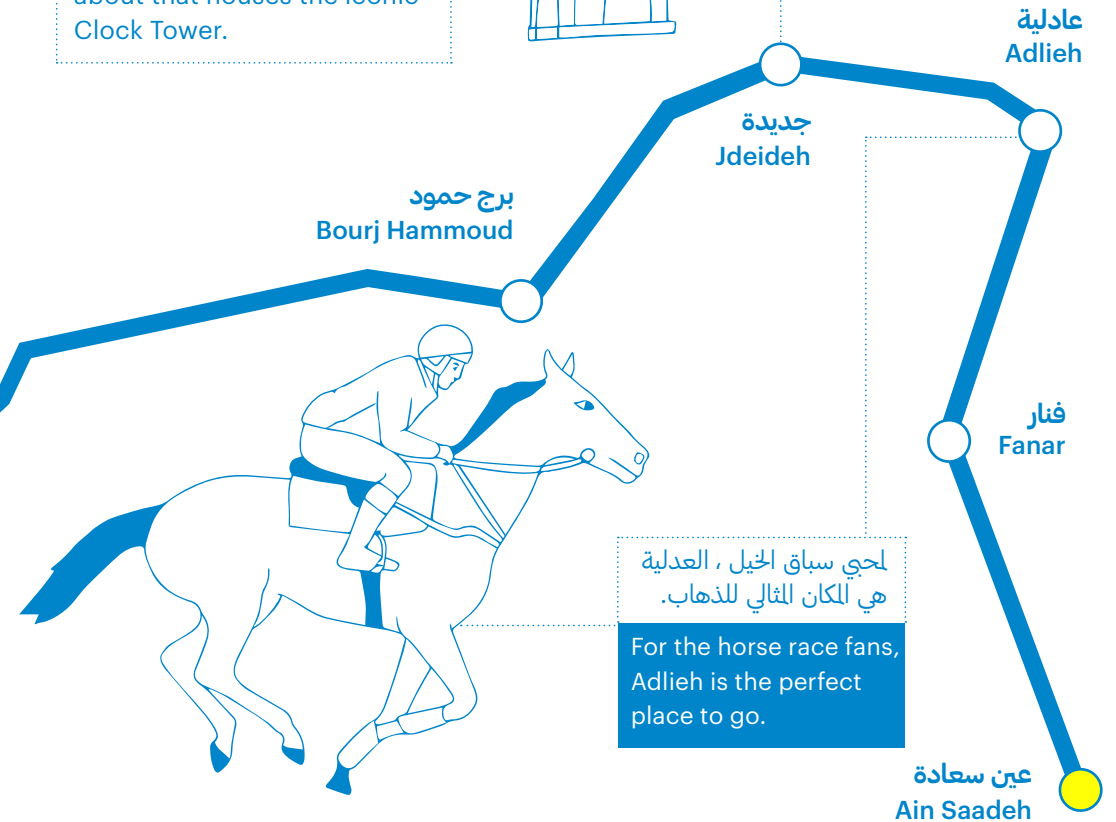 Clock Tower.
عادلية
Adlieh
جديدة
Jdeideh
برج حمود
Bourj Hammoud
فنار
Fanar
لمحبي سباق الخيل ، العدلية
هي المكان المثالي للذهاب.
For the horse race fans,
Adlieh is the perfect
place to go.
عين سعادة
Ain Saadeh